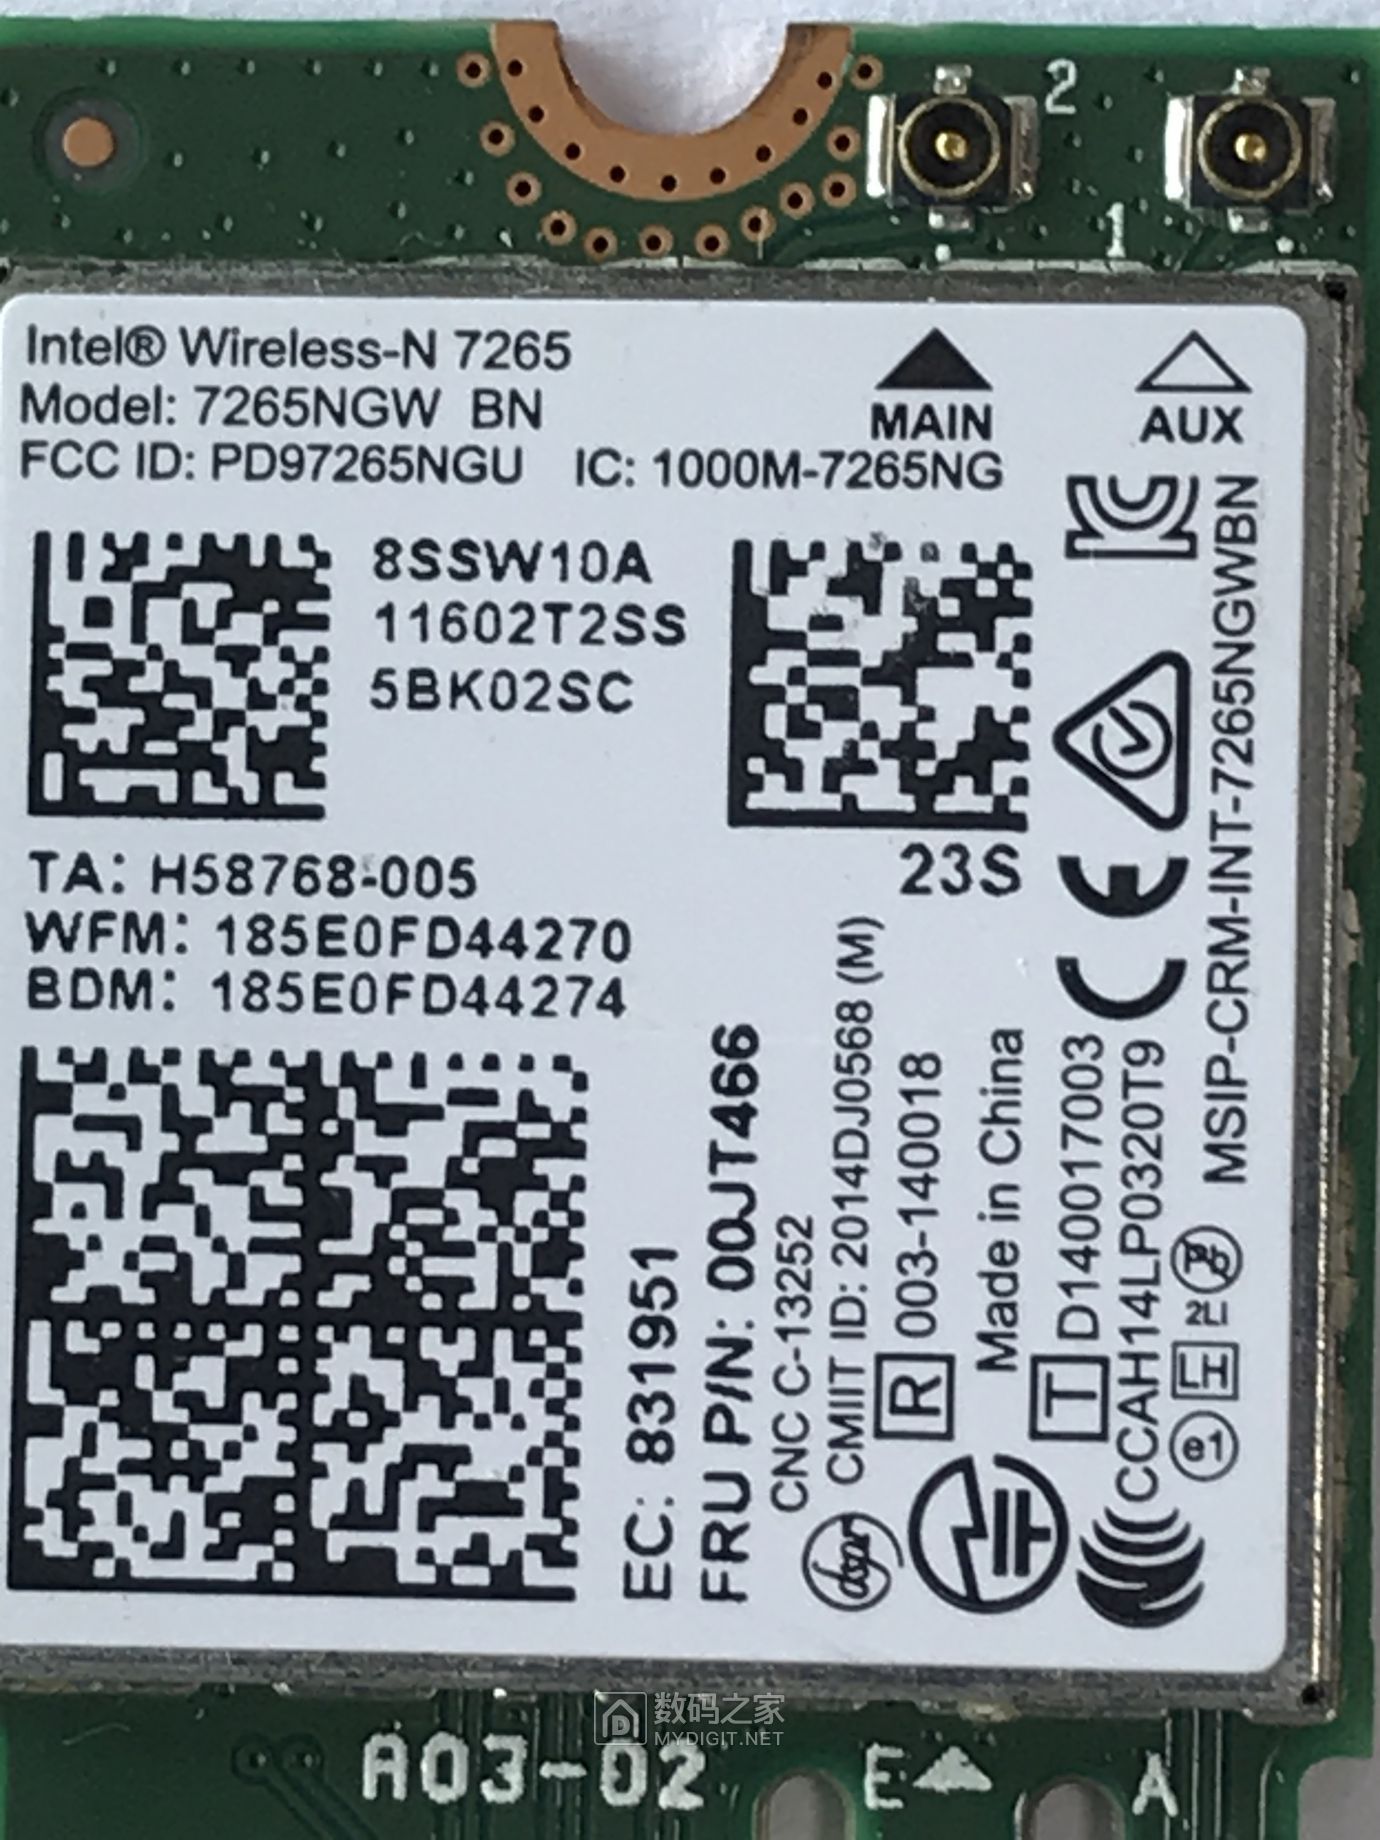 2
1
Intel® Wireless-N 7265
Model: 7265NGW BN
FCC ID: PD97265NGU IC: 1000M-7265NG
MAIN
AUX
8SSW10A
11602T2SS
5BK02SC
23S
TA: H58768-005
WFM: 185E0FD44270
BDM: 185E0FD44274
EC: 831951
FRU P/N: 00JT466
CNC C-13252
dgpi CMIIT ID: 2014DJ0568 (M)
R 003-140018
Made in China
T D140017003
CCAH14LP0320T9
CE
e1
MSIP-CRM-INT-7265NGWBN
数码之家
MYDIGIT.NET
A03-02
E
A